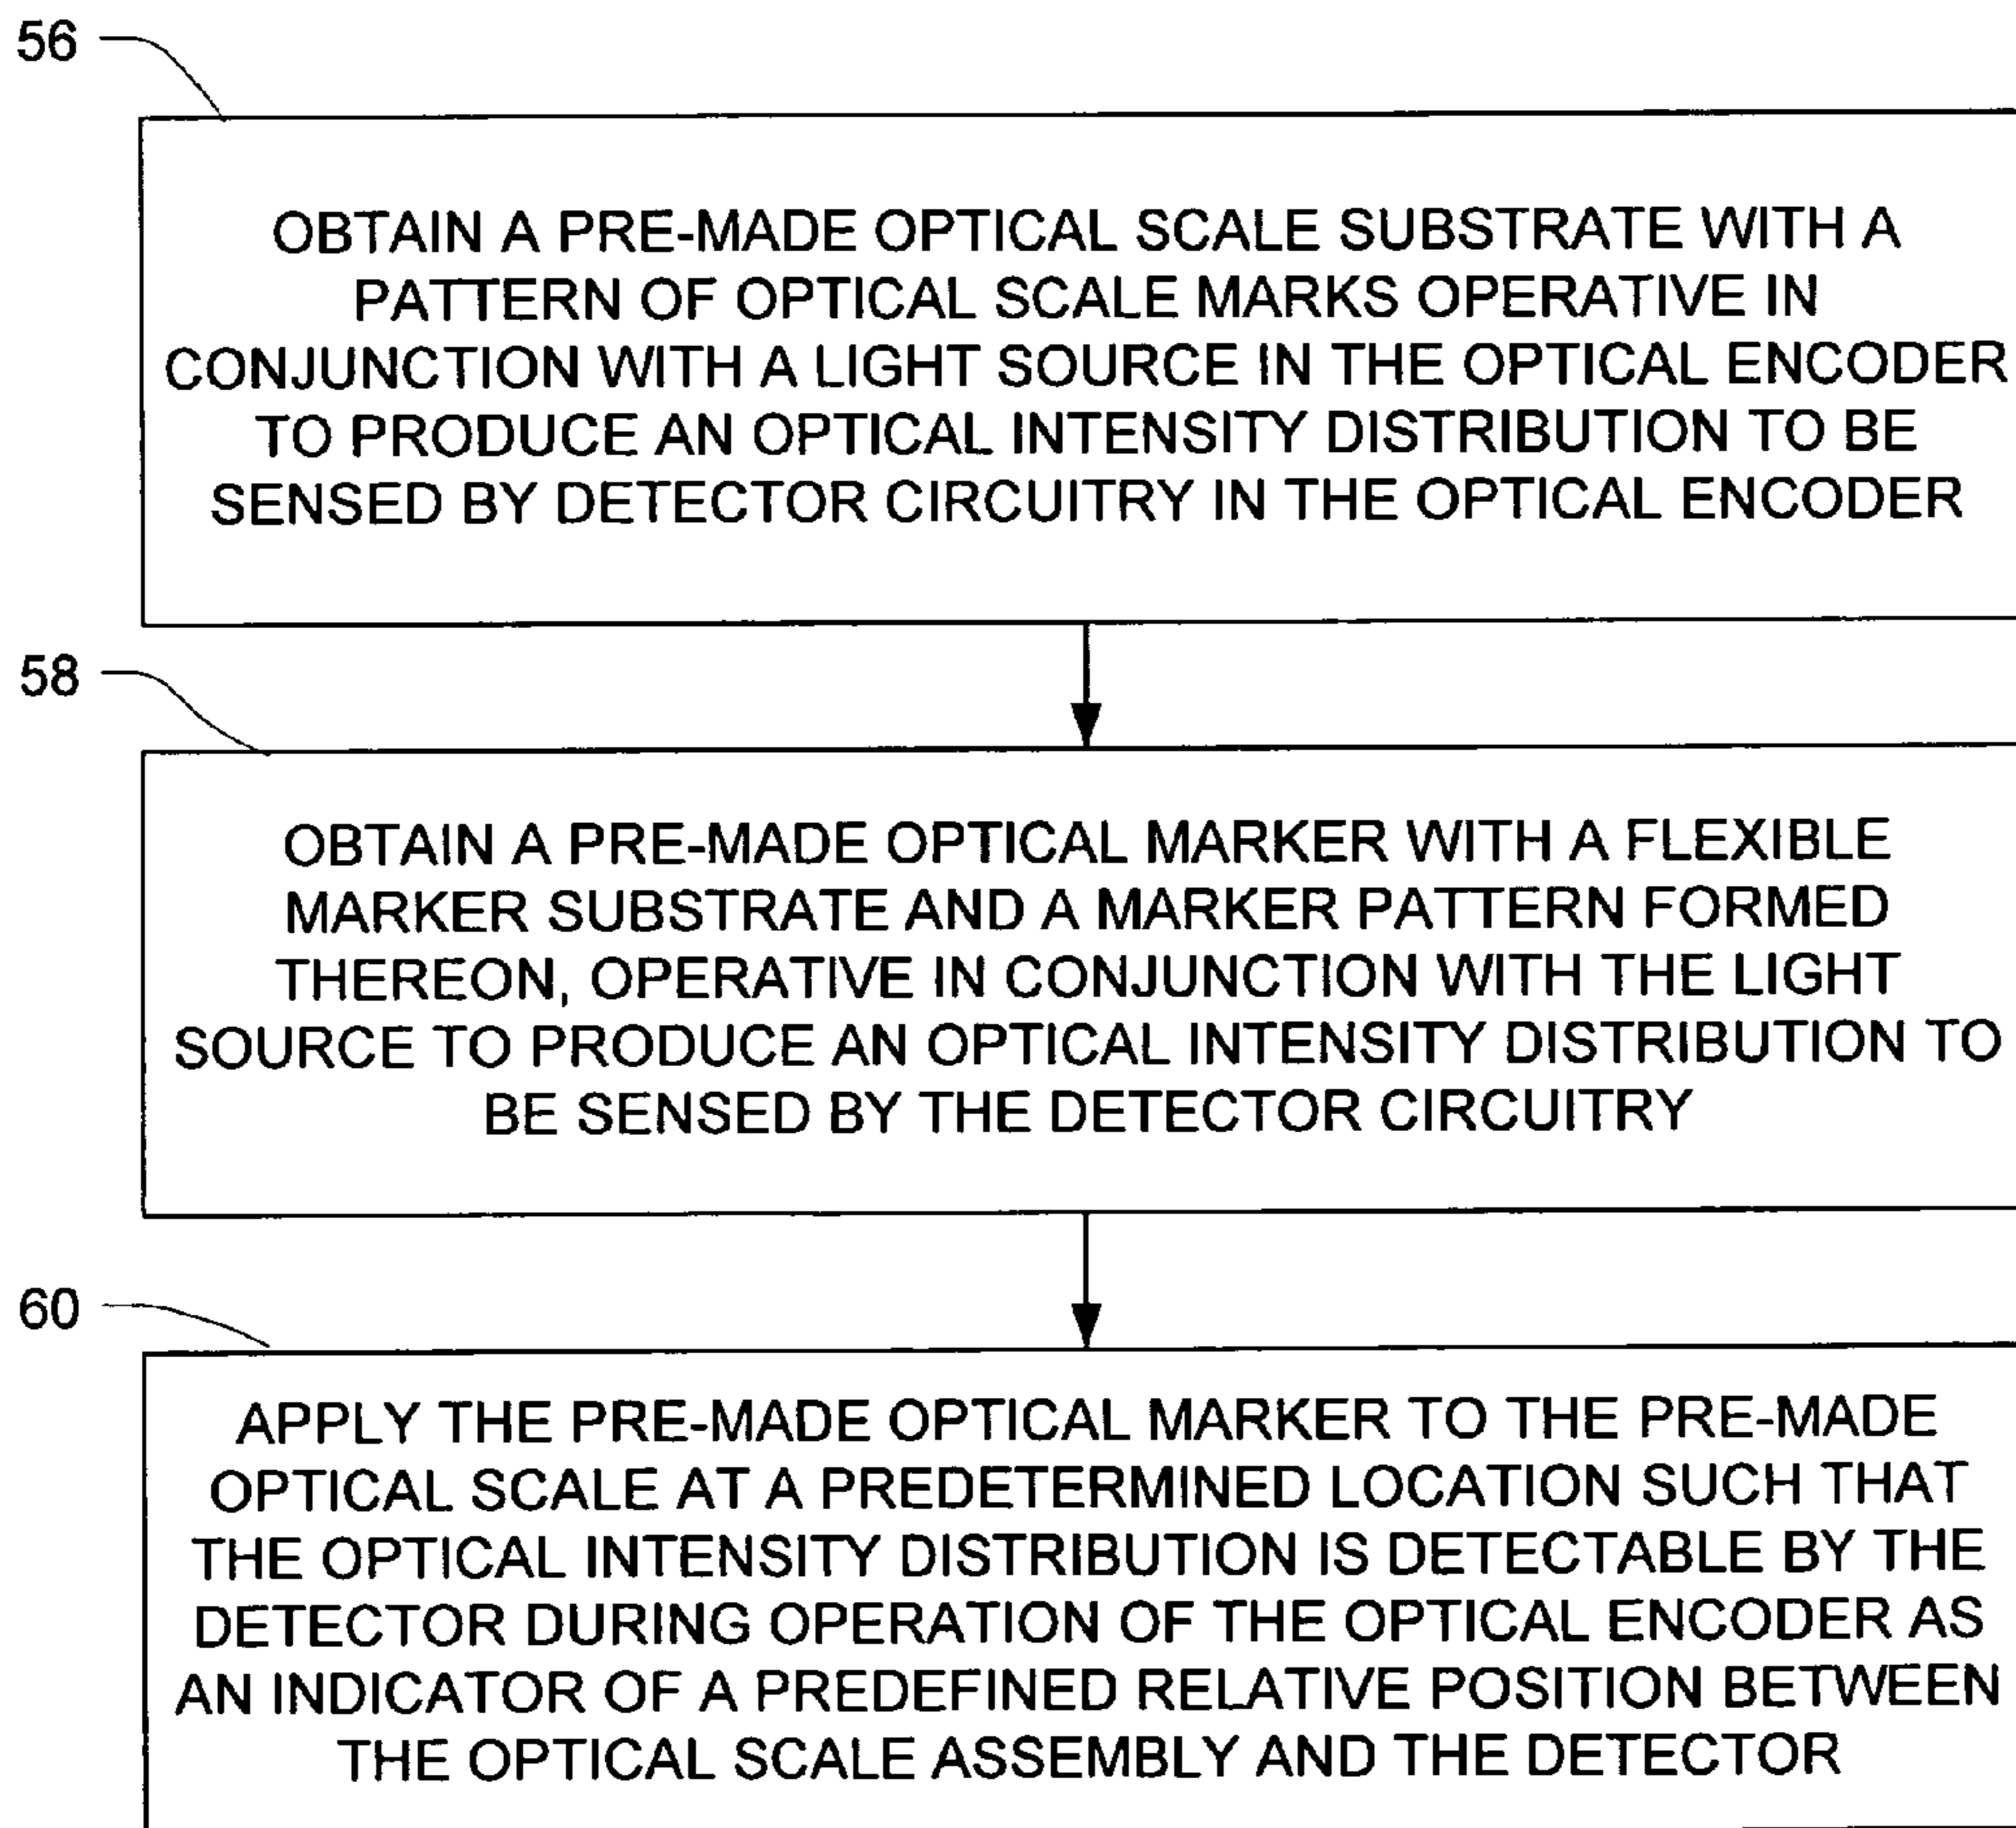 56
OBTAIN A PRE-MADE OPTICAL SCALE SUBSTRATE WITH A
PATTERN OF OPTICAL SCALE MARKS OPERATIVE IN
CONJUNCTION WITH A LIGHT SOURCE IN THE OPTICAL ENCODER
TO PRODUCE AN OPTICAL INTENSITY DISTRIBUTION TO BE
SENSED BY DETECTOR CIRCUITRY IN THE OPTICAL ENCODER
58
OBTAIN A PRE-MADE OPTICAL MARKER WITH A FLEXIBLE
MARKER SUBSTRATE AND A MARKER PATTERN FORMED
THEREON, OPERATIVE IN CONJUNCTION WITH THE LIGHT
SOURCE TO PRODUCE AN OPTICAL INTENSITY DISTRIBUTION TO
BE SENSED BY THE DETECTOR CIRCUITRY
60
APPLY THE PRE-MADE OPTICAL MARKER TO THE PRE-MADE
OPTICAL SCALE AT A PREDETERMINED LOCATION SUCH THAT
THE OPTICAL INTENSITY DISTRIBUTION IS DETECTABLE BY THE
DETECTOR DURING OPERATION OF THE OPTICAL ENCODER AS
AN INDICATOR OF A PREDEFINED RELATIVE POSITION BETWEEN
THE OPTICAL SCALE ASSEMBLY AND THE DETECTOR